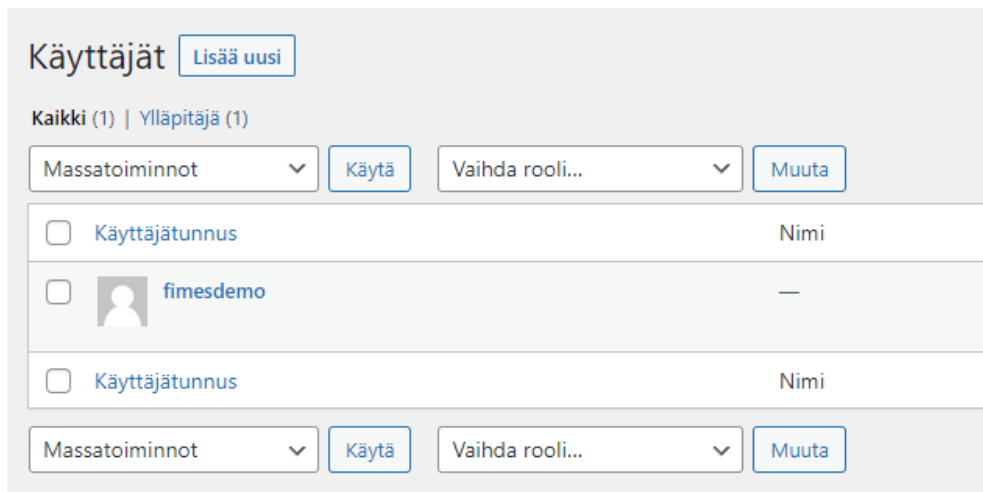 Käyttäjät Lisää uusi
Kaikki (1) | Ylläpitäjä (1)
Massatoiminnot Käytä Vaihda rooli... Muuta
Käyttäjätunnus Nimi
fimesdemo —
Käyttäjätunnus Nimi
Massatoiminnot Käytä Vaihda rooli... Muuta